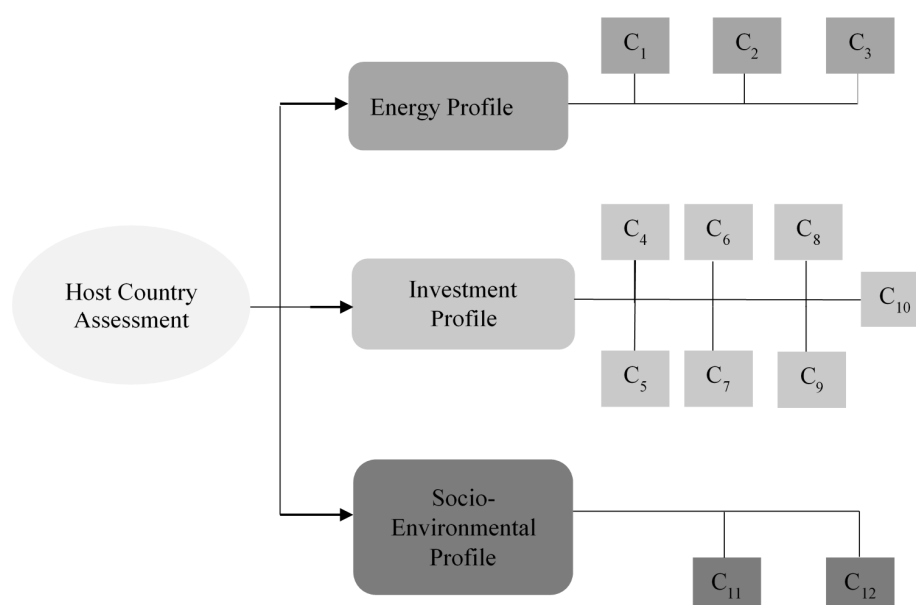 C1 C2 C3
Energy Profile
C4 C6 C8
Host Country
Assessment
Investment
Profile
C10
C5 C7 C9
Socio-
Environmental
Profile
C11 C12